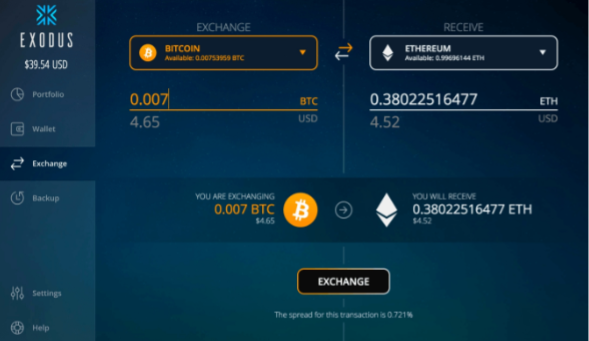 EXODUS
$39.54 USD
Portfolio
Wallet
Exchange
Backup
Settings
Help
EXCHANGE
BITCOIN
Available: 0.00753959 BTC
0.007 BTC
4.65 USD
RECEIVE
ETHEREUM
Available: 0.99696144 ETH
0.38022516477 ETH
4.52 USD
YOU ARE EXCHANGING
0.007 BTC
$4.65
YOU WILL RECEIVE
0.38022516477 ETH
$4.52
EXCHANGE
The spread for this transaction is 0.721%